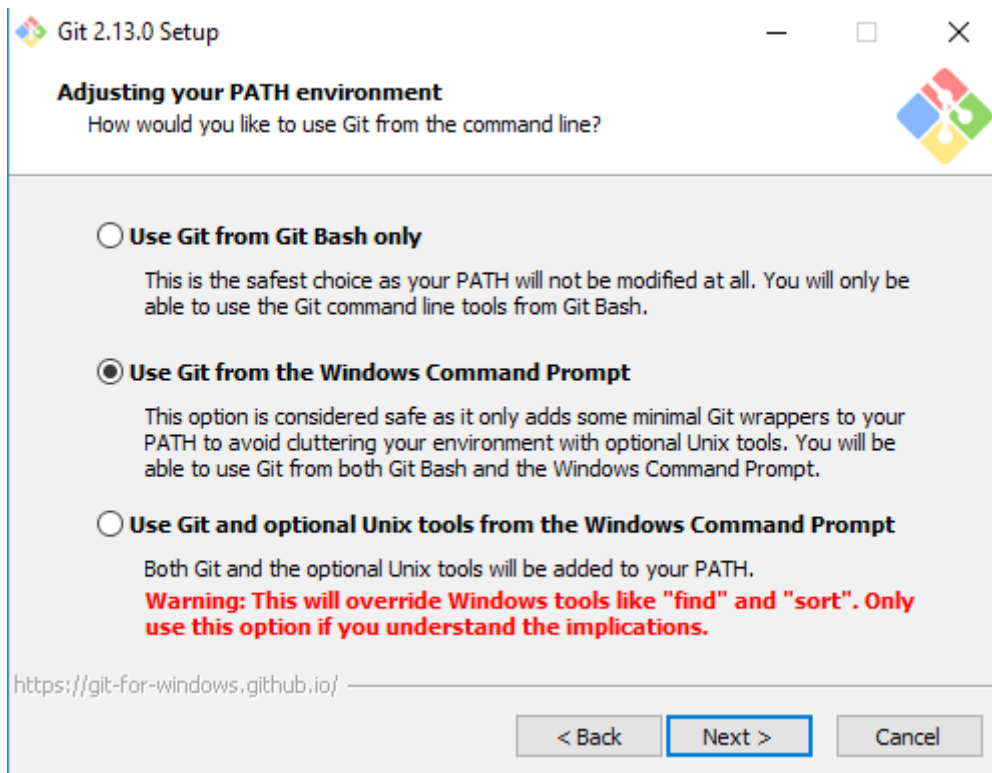 Git 2.13.0 Setup
Adjusting your PATH environment
How would you like to use Git from the command line?
Use Git from Git Bash only
This is the safest choice as your PATH will not be modified at all. You will only be
able to use the Git command line tools from Git Bash.
Use Git from the Windows Command Prompt
This option is considered safe as it only adds some minimal Git wrappers to your
PATH to avoid cluttering your environment with optional Unix tools. You will be
able to use Git from both Git Bash and the Windows Command Prompt.
Use Git and optional Unix tools from the Windows Command Prompt
Both Git and the optional Unix tools will be added to your PATH.
Warning: This will override Windows tools like "find" and "sort". Only
use this option if you understand the implications.
https://git-for-windows.github.io/
< Back Next > Cancel